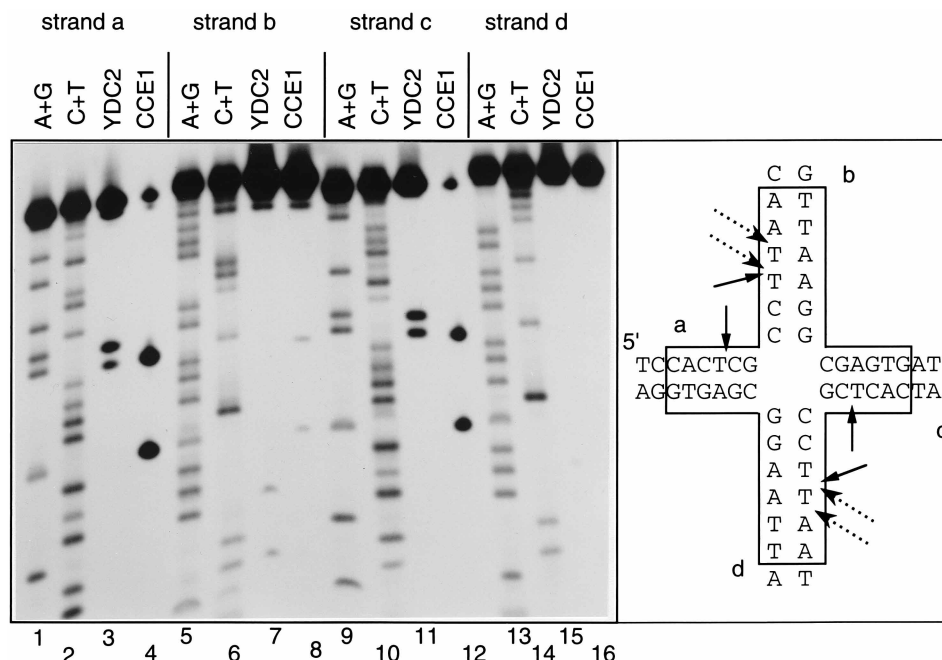 strand a strand b strand c strand d
A+G C+T YDC2 CCE1 A+G C+T YDC2 CCE1 A+G C+T YDC2 CCE1 A+G C+T YDC2 CCE1
C G
b
A T
A T
T A
T A
C G
C G
5' a
TCCACTCG CGAGTGAT
AGGTGAGC GCTCACTA
c
G C
G C
A T
A T
T A
T A
d
A T
1 2 3 4 5 6 7 8 9 10 11 12 13 14 15 16